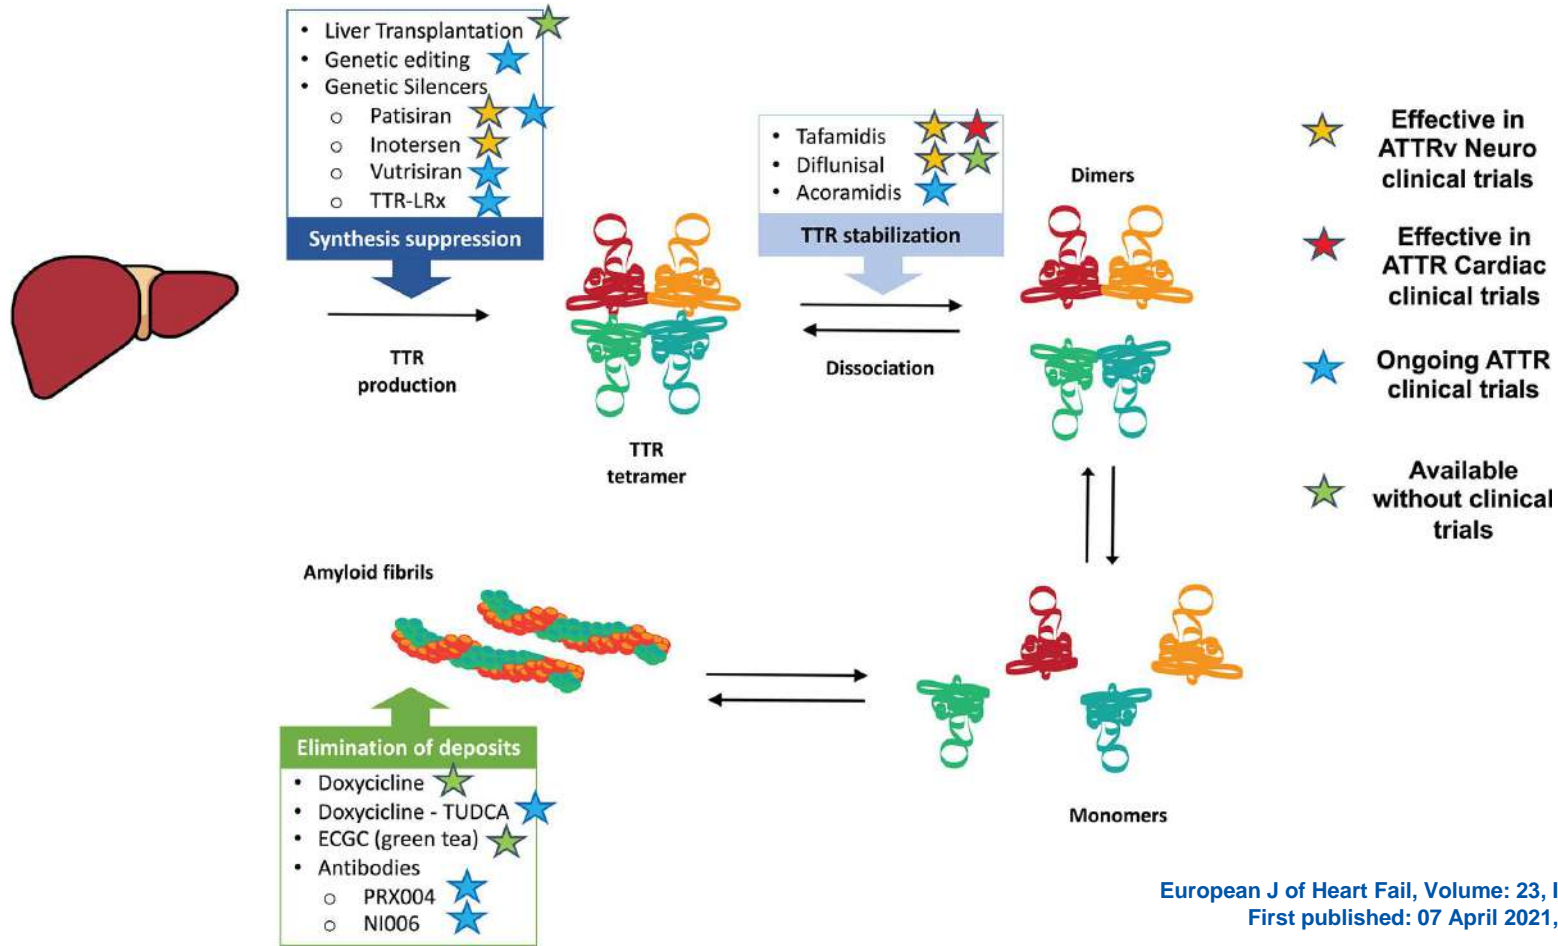 • Liver Transplantation
• Genetic editing
• Genetic Silencers
o Patisiran
o Inotersen
o Vutrisiran
o TTR-LRx
Synthesis suppression
TTR
production
TTR
tetramer
• Tafamidis
• Diflunisal
• Acoramidis
TTR stabilization
Dissociation
Dimers
Monomers
Amyloid fibrils
Elimination of deposits
• Doxycicline
• Doxycicline - TUDCA
• ECGC (green tea)
• Antibodies
o PRX004
o NI006
Effective in
ATTRv Neuro
clinical trials
Effective in
ATTR Cardiac
clinical trials
Ongoing ATTR
clinical trials
Available
without clinical
trials
European J of Heart Fail, Volume: 23, I
First published: 07 April 2021,